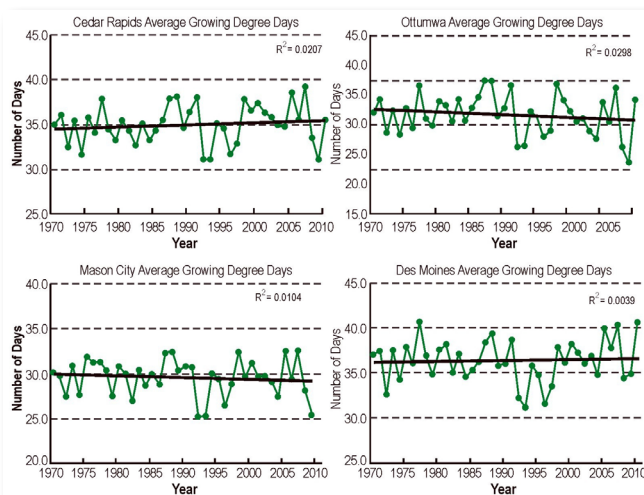 Cedar Rapids Average Growing Degree Days
45.0
R² = 0.0207
40.0
35.0
30.0
25.0
Number of Days
1970 1975 1980 1985 1990 1995 2000 2005 2010
Year
Ottumwa Average Growing Degree Days
45.0
R² = 0.0298
40.0
35.0
30.0
25.0
20.0
15.0
Number of Days
1970 1975 1980 1985 1990 1995 2000 2005
Year
Mason City Average Growing Degree Days
40.0
R² = 0.0104
35.0
30.0
25.0
20.0
Number of Days
1970 1975 1980 1985 1990 1995 2000 2005 2010
Year
Des Moines Average Growing Degree Days
45.0
R² = 0.0039
40.0
35.0
30.0
25.0
Number of Days
1970 1975 1980 1985 1990 1995 2000 2005 2010
Year